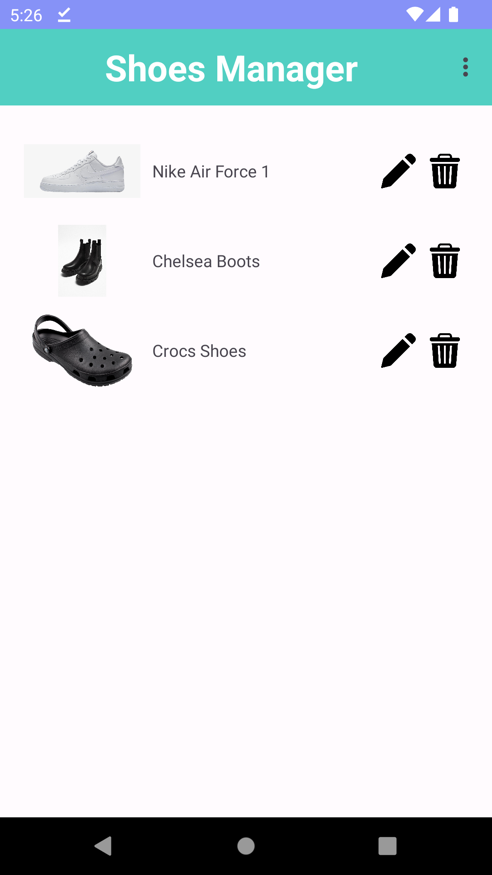 5:26
Shoes Manager
Nike Air Force 1
Chelsea Boots
Crocs Shoes